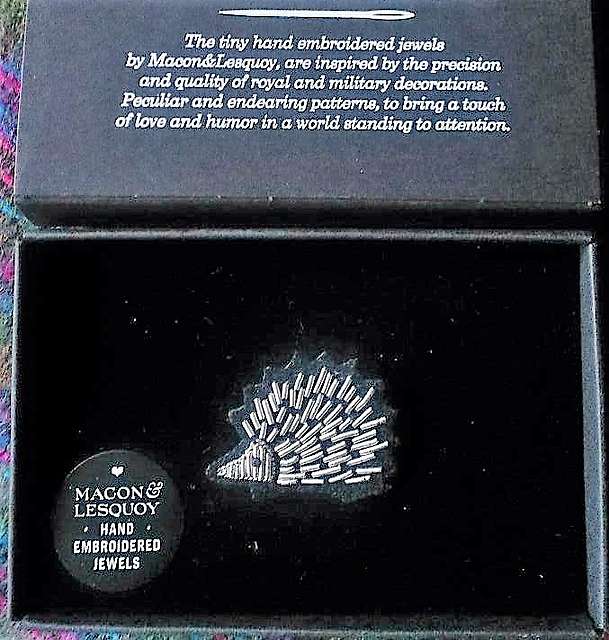 The tiny hand embroidered jewels
by Macon&Lesquoy, are inspired by the precision
and quality of royal and military decorations.
Peculiar and endearing patterns, to bring a touch
of love and humor in a world standing to attention.
MACON &
LESQUOY
• HAND •
EMBROIDERED
JEWELS